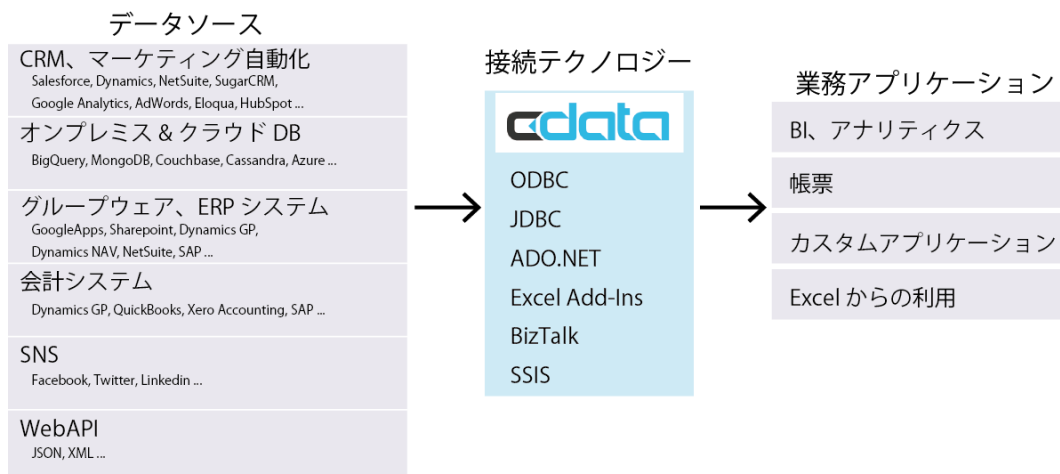 データソース
CRM、マーケティング自動化
Salesforce, Dynamics, NetSuite, SugarCRM,
Google Analytics, AdWords, Eloqua, HubSpot ...
オンプレミス & クラウド DB
BigQuery, MongoDB, Couchbase, Cassandra, Azure ...
グループウェア、ERP システム
GoogleApps, Sharepoint, Dynamics GP,
Dynamics NAV, NetSuite, SAP ...
会計システム
Dynamics GP, QuickBooks, Xero Accounting, SAP ...
SNS
Facebook, Twitter, Linkedin ...
WebAPI
JSON, XML ...
接続テクノロジー
cdata
ODBC
JDBC
ADO.NET
Excel Add-Ins
BizTalk
SSIS
業務アプリケーション
BI、アナリティクス
帳票
カスタムアプリケーション
Excel からの利用